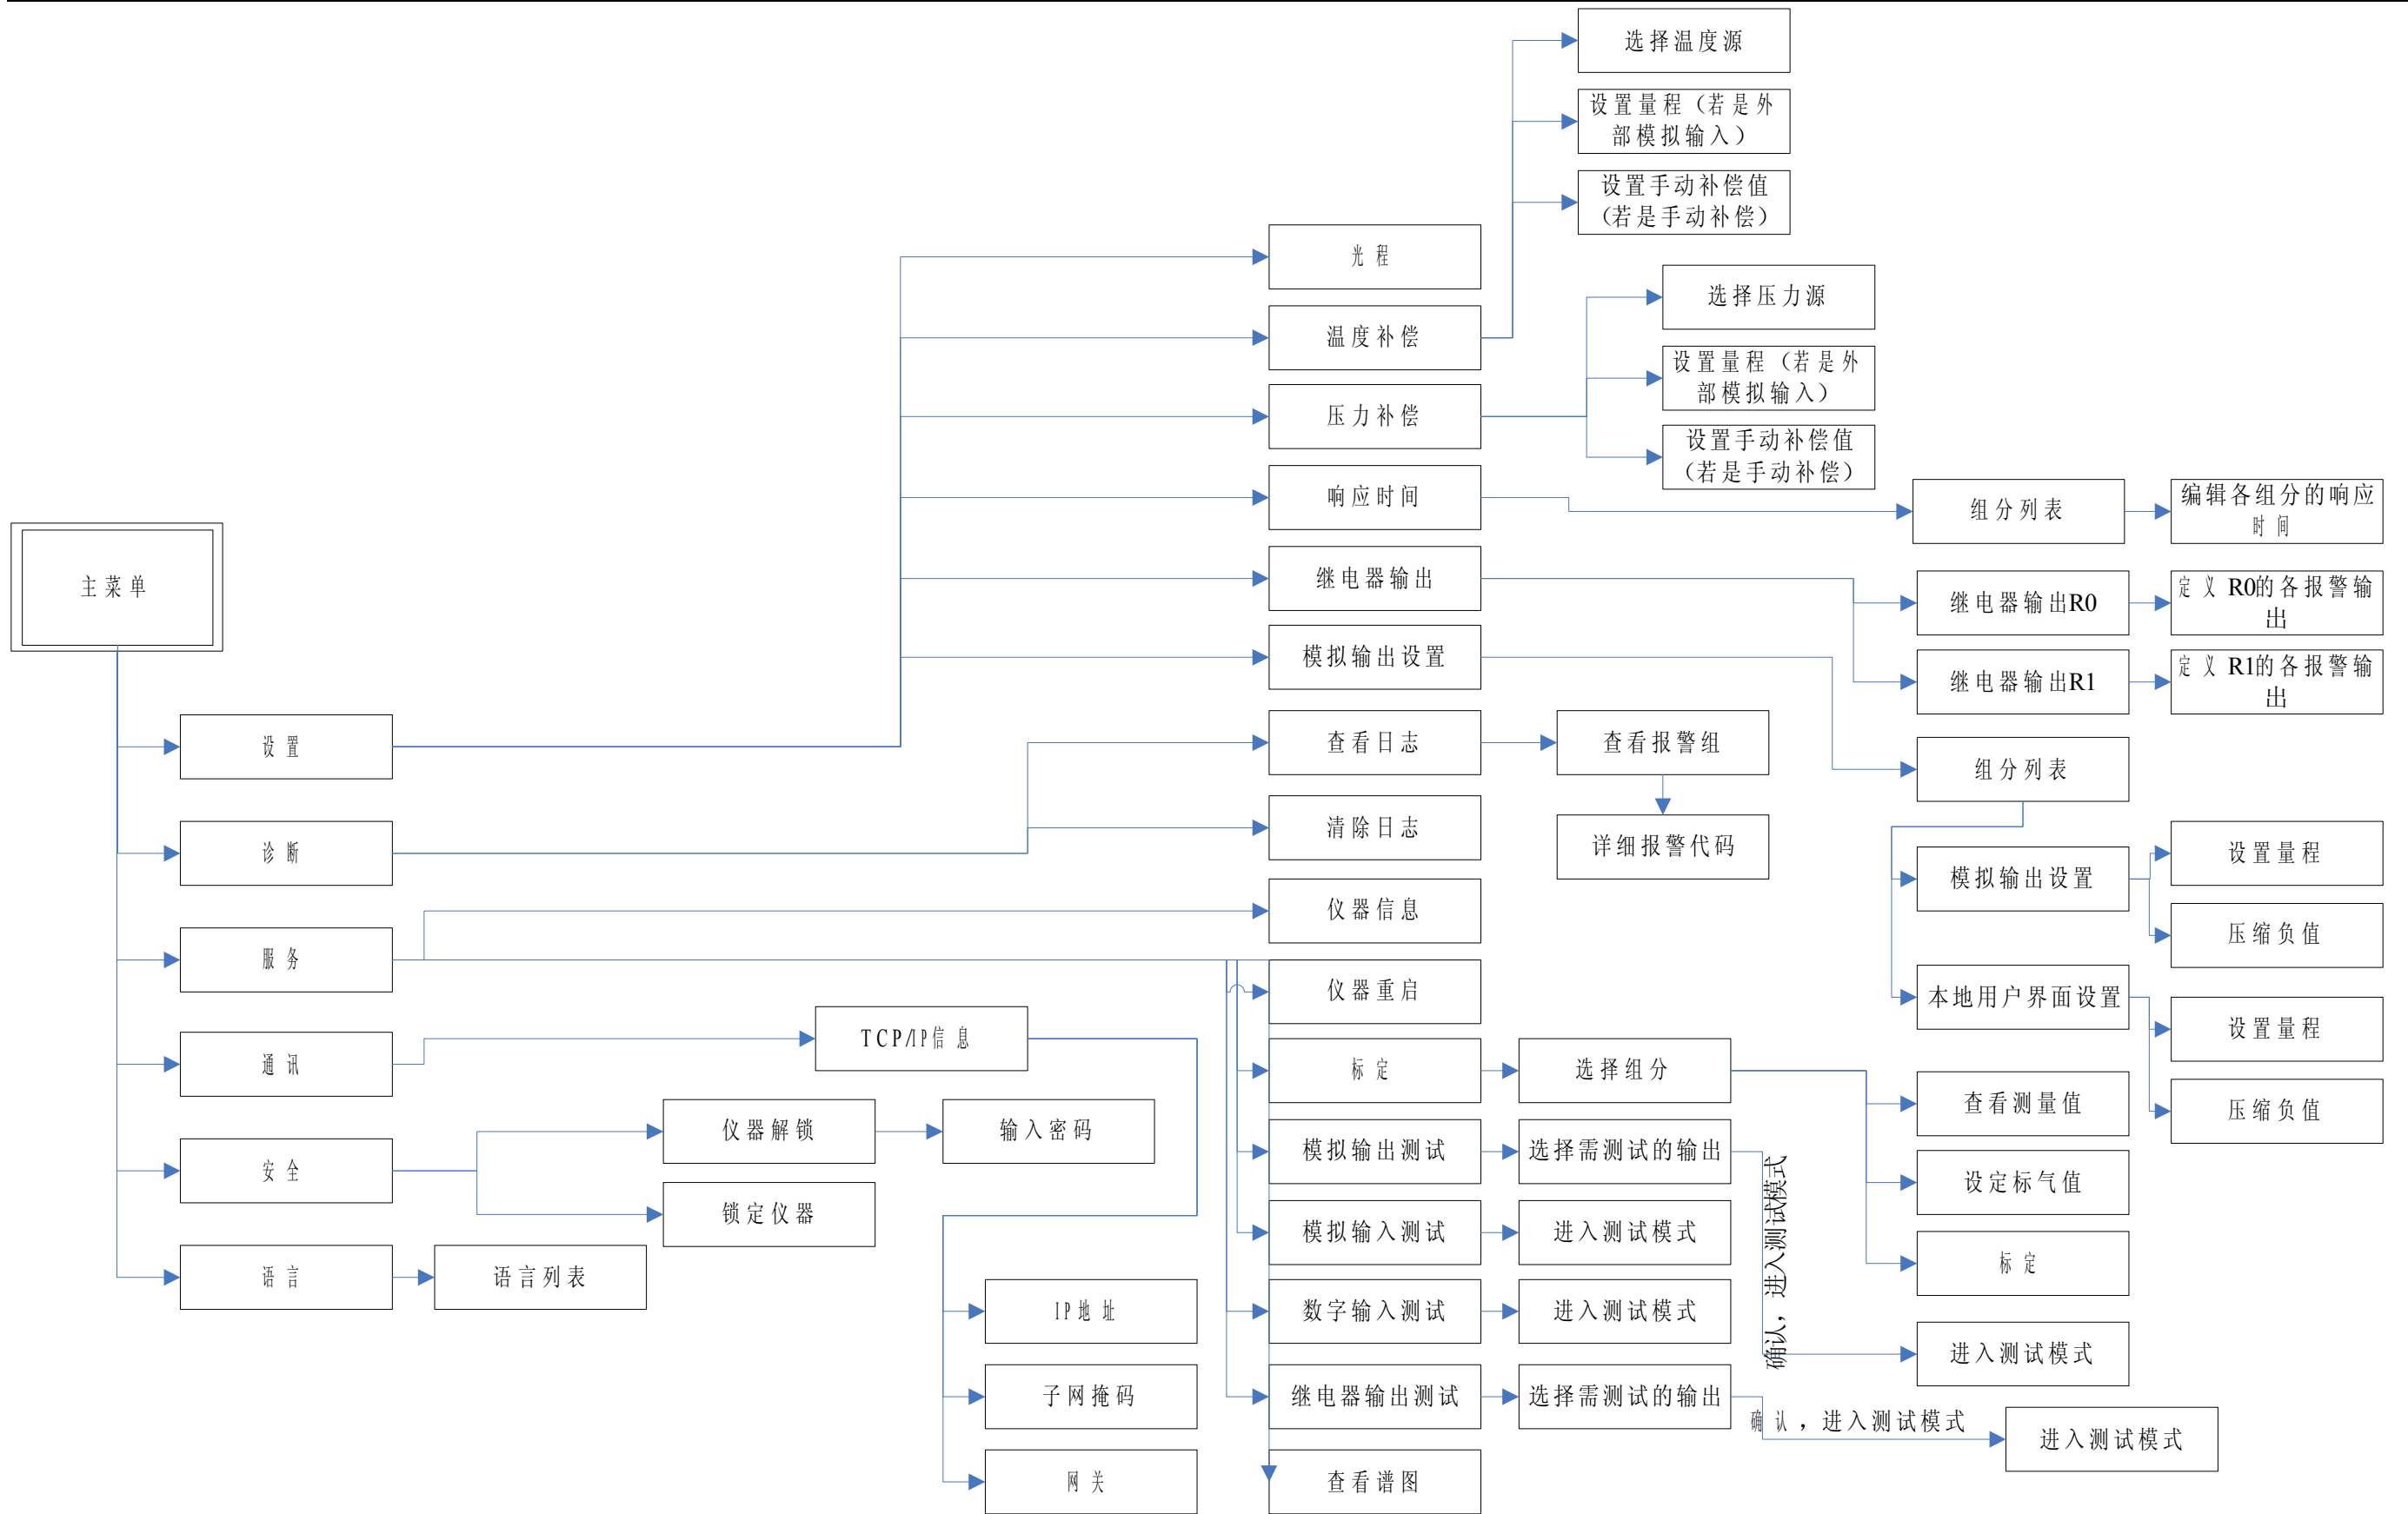 选择温度源
设置量程（若是外
部模拟输入）
设置手动补偿值
（若是手动补偿）
光程
选择压力源
温度补偿
设置量程（若是外
部模拟输入）
压力补偿
设置手动补偿值
（若是手动补偿）
响应时间
组分列表
编辑各组分的响应
时间
主菜单
继电器输出
继电器输出R0
定义R0的各报警输
出
模拟输出设置
继电器输出R1
定义R1的各报警输
出
设置
查看日志
查看报警组
组分列表
诊断
清除日志
详细报警代码
模拟输出设置
设置量程
服务
仪器信息
压缩负值
仪器重启
本地用户界面设置
设置量程
通讯
TCP/IP信息
标定
选择组分
查看测量值
压缩负值
仪器解锁
输入密码
模拟输出测试
选择需测试的输出
确认，进入测试模式
安全
设定标气值
锁定仪器
模拟输入测试
进入测试模式
标定
语言
语言列表
IP地址
数字输入测试
进入测试模式
进入测试模式
子网掩码
继电器输出测试
选择需测试的输出
确认，进入测试模式
进入测试模式
网关
查看谱图